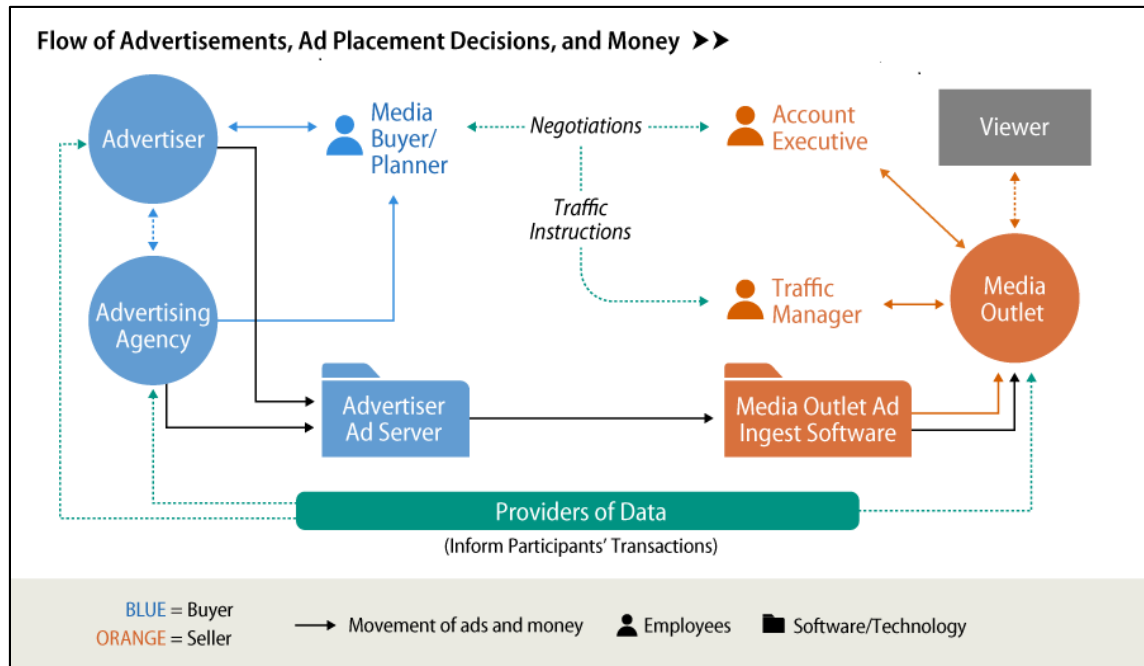 Flow of Advertisements, Ad Placement Decisions, and Money
Advertiser
Media
Buyer/
Planner
Negotiations
Account
Executive
Viewer
Traffic
Instructions
Advertising
Agency
Traffic
Manager
Media
Outlet
Advertiser
Ad Server
Media Outlet Ad
Ingest Software
Providers of Data
(Inform Participants' Transactions)
BLUE = Buyer
ORANGE = Seller
Movement of ads and money
Employees
Software/Technology